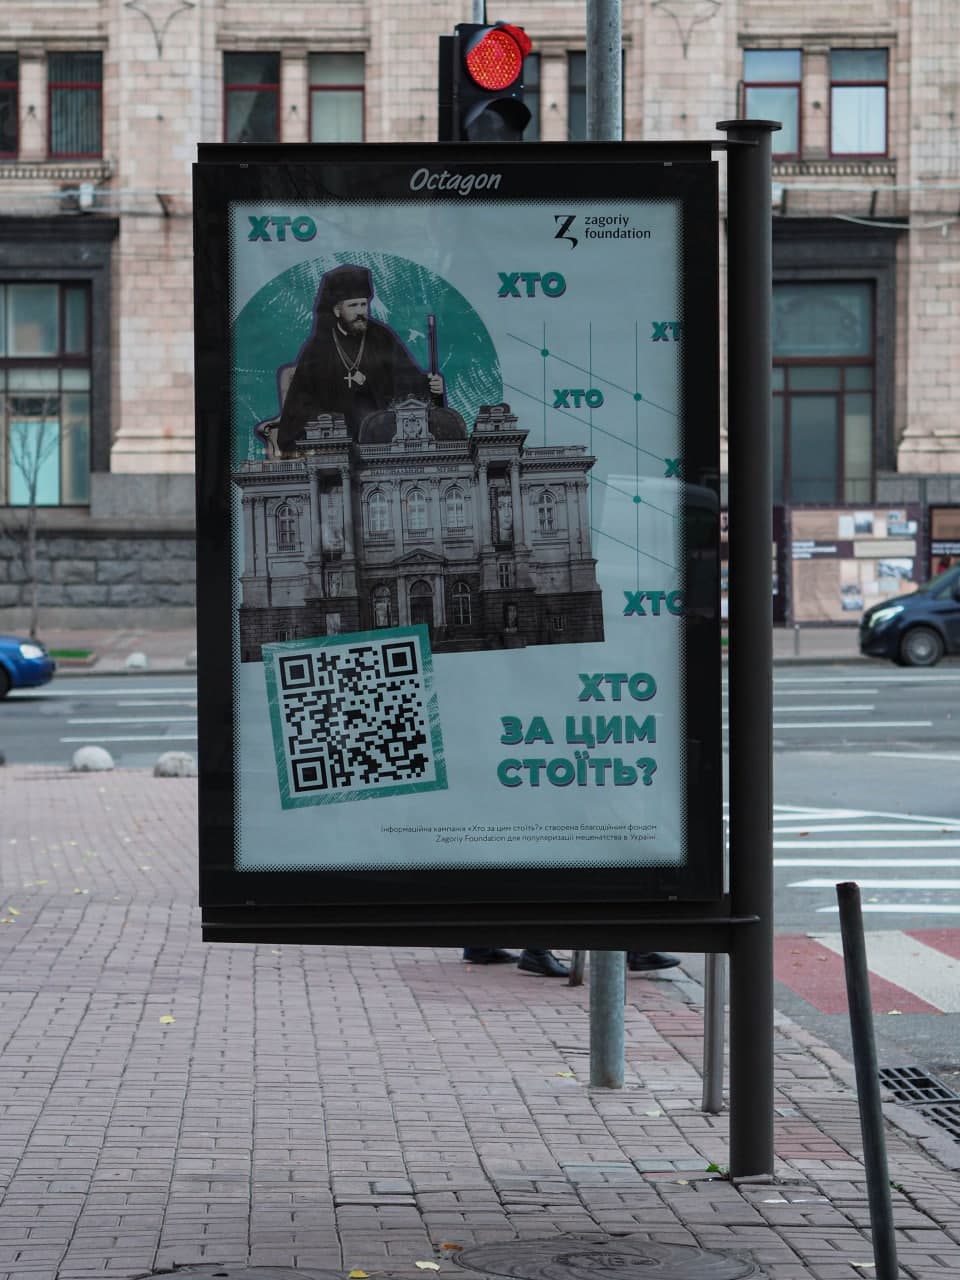 Octagon
ХТО
zagoriy
foundation
ХТО
ХТ
ХТО
Х
ХТО
ХТО
ЗА ЦИМ
СТОЇТЬ?
Інформаційна кампанія «Хто за цим стоїть?» створена благодійним фондом
Zagoriy Foundation для популяризації меценатства в Україні.